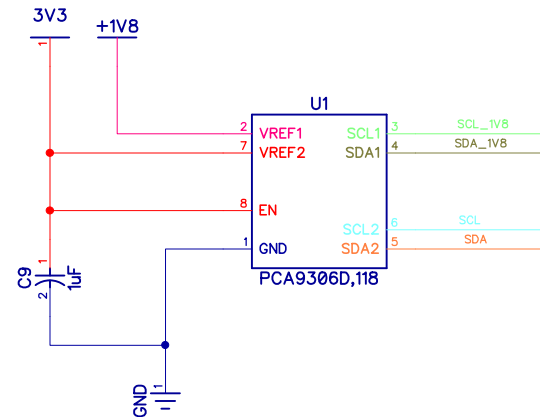 3V3
+1V8
1
U1
2 VREF1 SCL1 3 SCL_1V8
7 VREF2 SDA1 4 SDA_1V8
8 EN
SCL2 6 SCL
1 GND SDA2 5 SDA
PCA9306D,118
C9 1 2 1uF
GND 1